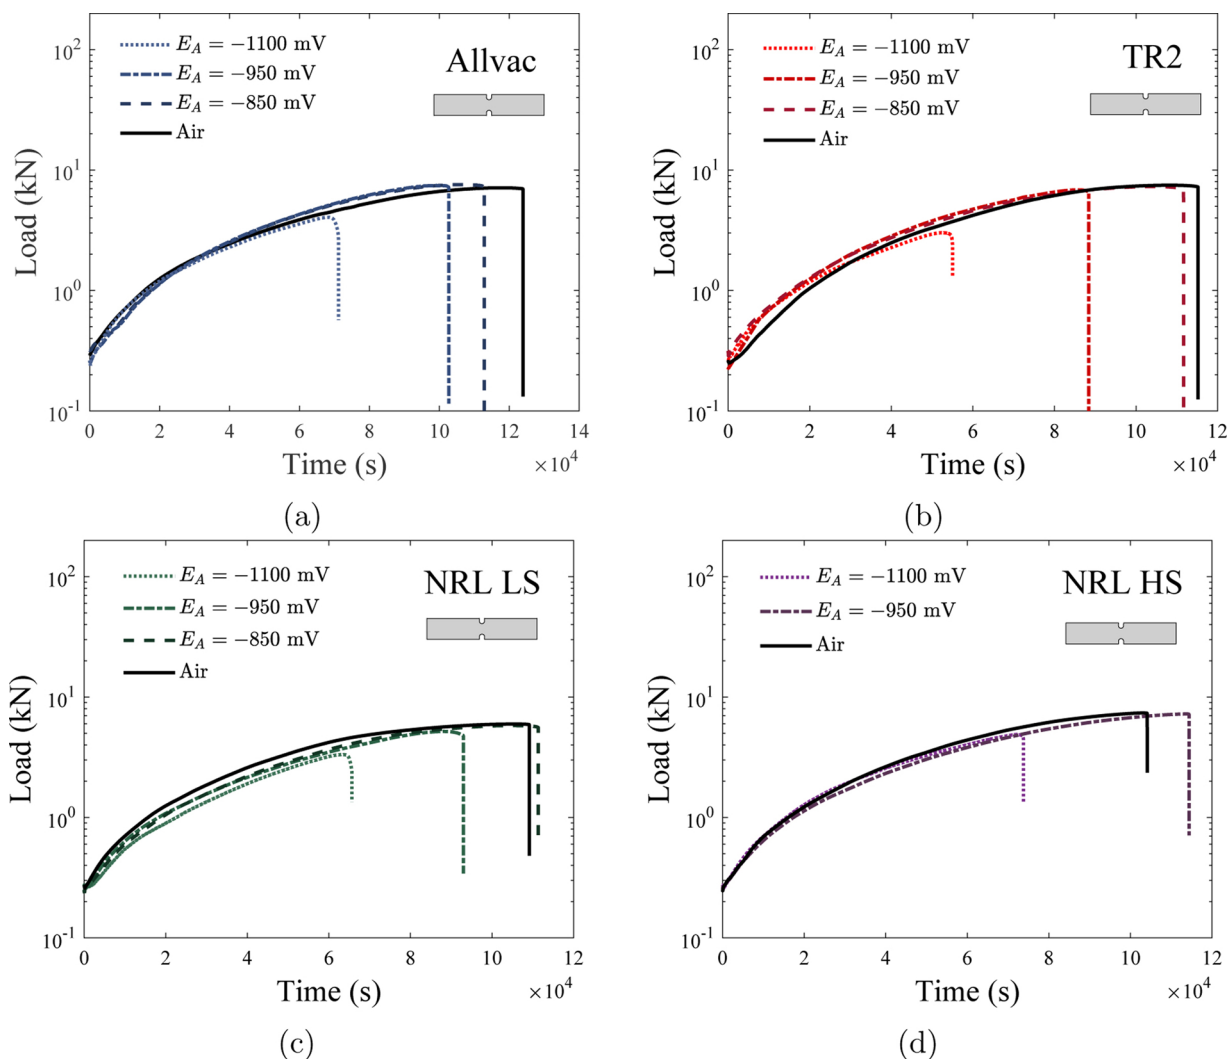 E_A = −1100 mV
E_A = −950 mV
E_A = −850 mV
Air
Allvac
10^2
10^1
10^0
10^-1
Load (kN)
0 2 4 6 8 10 12 14
Time (s)
×10^4
(a)
E_A = −1100 mV
E_A = −950 mV
E_A = −850 mV
Air
TR2
10^2
10^1
10^0
10^-1
Load (kN)
0 2 4 6 8 10 12
Time (s)
×10^4
(b)
E_A = −1100 mV
E_A = −950 mV
E_A = −850 mV
Air
NRL LS
10^2
10^1
10^0
10^-1
Load (kN)
0 2 4 6 8 10 12
Time (s)
×10^4
(c)
E_A = −1100 mV
E_A = −950 mV
Air
NRL HS
10^2
10^1
10^0
10^-1
Load (kN)
0 2 4 6 8 10 12
Time (s)
×10^4
(d)